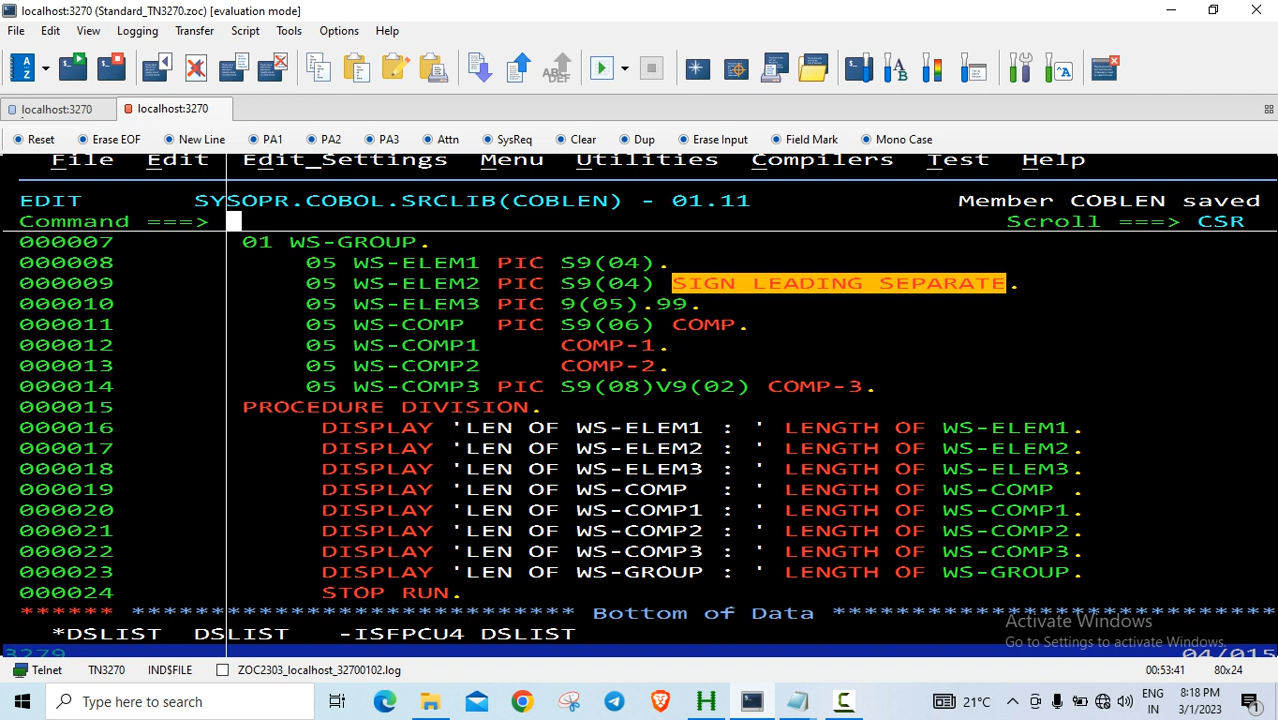 localhost:3270 (Standard_TN3270.zoc) [evaluation mode]
File Edit View Logging Transfer Script Tools Options Help
localhost:3270 localhost:3270
Reset Erase EOF New Line PA1 PA2 PA3 Attn SysReq Clear Dup Erase Input Field Mark Mono Case
File Edit Edit_Settings Menu Utilities Compilers Test Help
EDIT SYSOPR.COBOL.SRCLIB(COBLEN) - 01.11 Member COBLEN saved
Command ===> Scroll ===> CSR
000007 01 WS-GROUP.
000008 05 WS-ELEM1 PIC S9(04).
000009 05 WS-ELEM2 PIC S9(04) SIGN LEADING SEPARATE.
000010 05 WS-ELEM3 PIC 9(05).99.
000011 05 WS-COMP PIC S9(06) COMP.
000012 05 WS-COMP1 COMP-1.
000013 05 WS-COMP2 COMP-2.
000014 05 WS-COMP3 PIC S9(08)V9(02) COMP-3.
000015 PROCEDURE DIVISION.
000016 DISPLAY 'LEN OF WS-ELEM1 : ' LENGTH OF WS-ELEM1.
000017 DISPLAY 'LEN OF WS-ELEM2 : ' LENGTH OF WS-ELEM2.
000018 DISPLAY 'LEN OF WS-ELEM3 : ' LENGTH OF WS-ELEM3.
000019 DISPLAY 'LEN OF WS-COMP : ' LENGTH OF WS-COMP .
000020 DISPLAY 'LEN OF WS-COMP1 : ' LENGTH OF WS-COMP1.
000021 DISPLAY 'LEN OF WS-COMP2 : ' LENGTH OF WS-COMP2.
000022 DISPLAY 'LEN OF WS-COMP3 : ' LENGTH OF WS-COMP3.
000023 DISPLAY 'LEN OF WS-GROUP : ' LENGTH OF WS-GROUP.
000024 STOP RUN.
****** **************************** Bottom of Data ****************************
*DSLIST DSLIST -ISFPCU4 DSLIST
Activate Windows
Go to Settings to activate Windows.
3279 04/015
Telnet TN3270 IND$FILE ZOC2303_localhost_32700102.log 00:53:41 80x24
Type here to search 21°C ENG IN 8:18 PM 3/1/2023